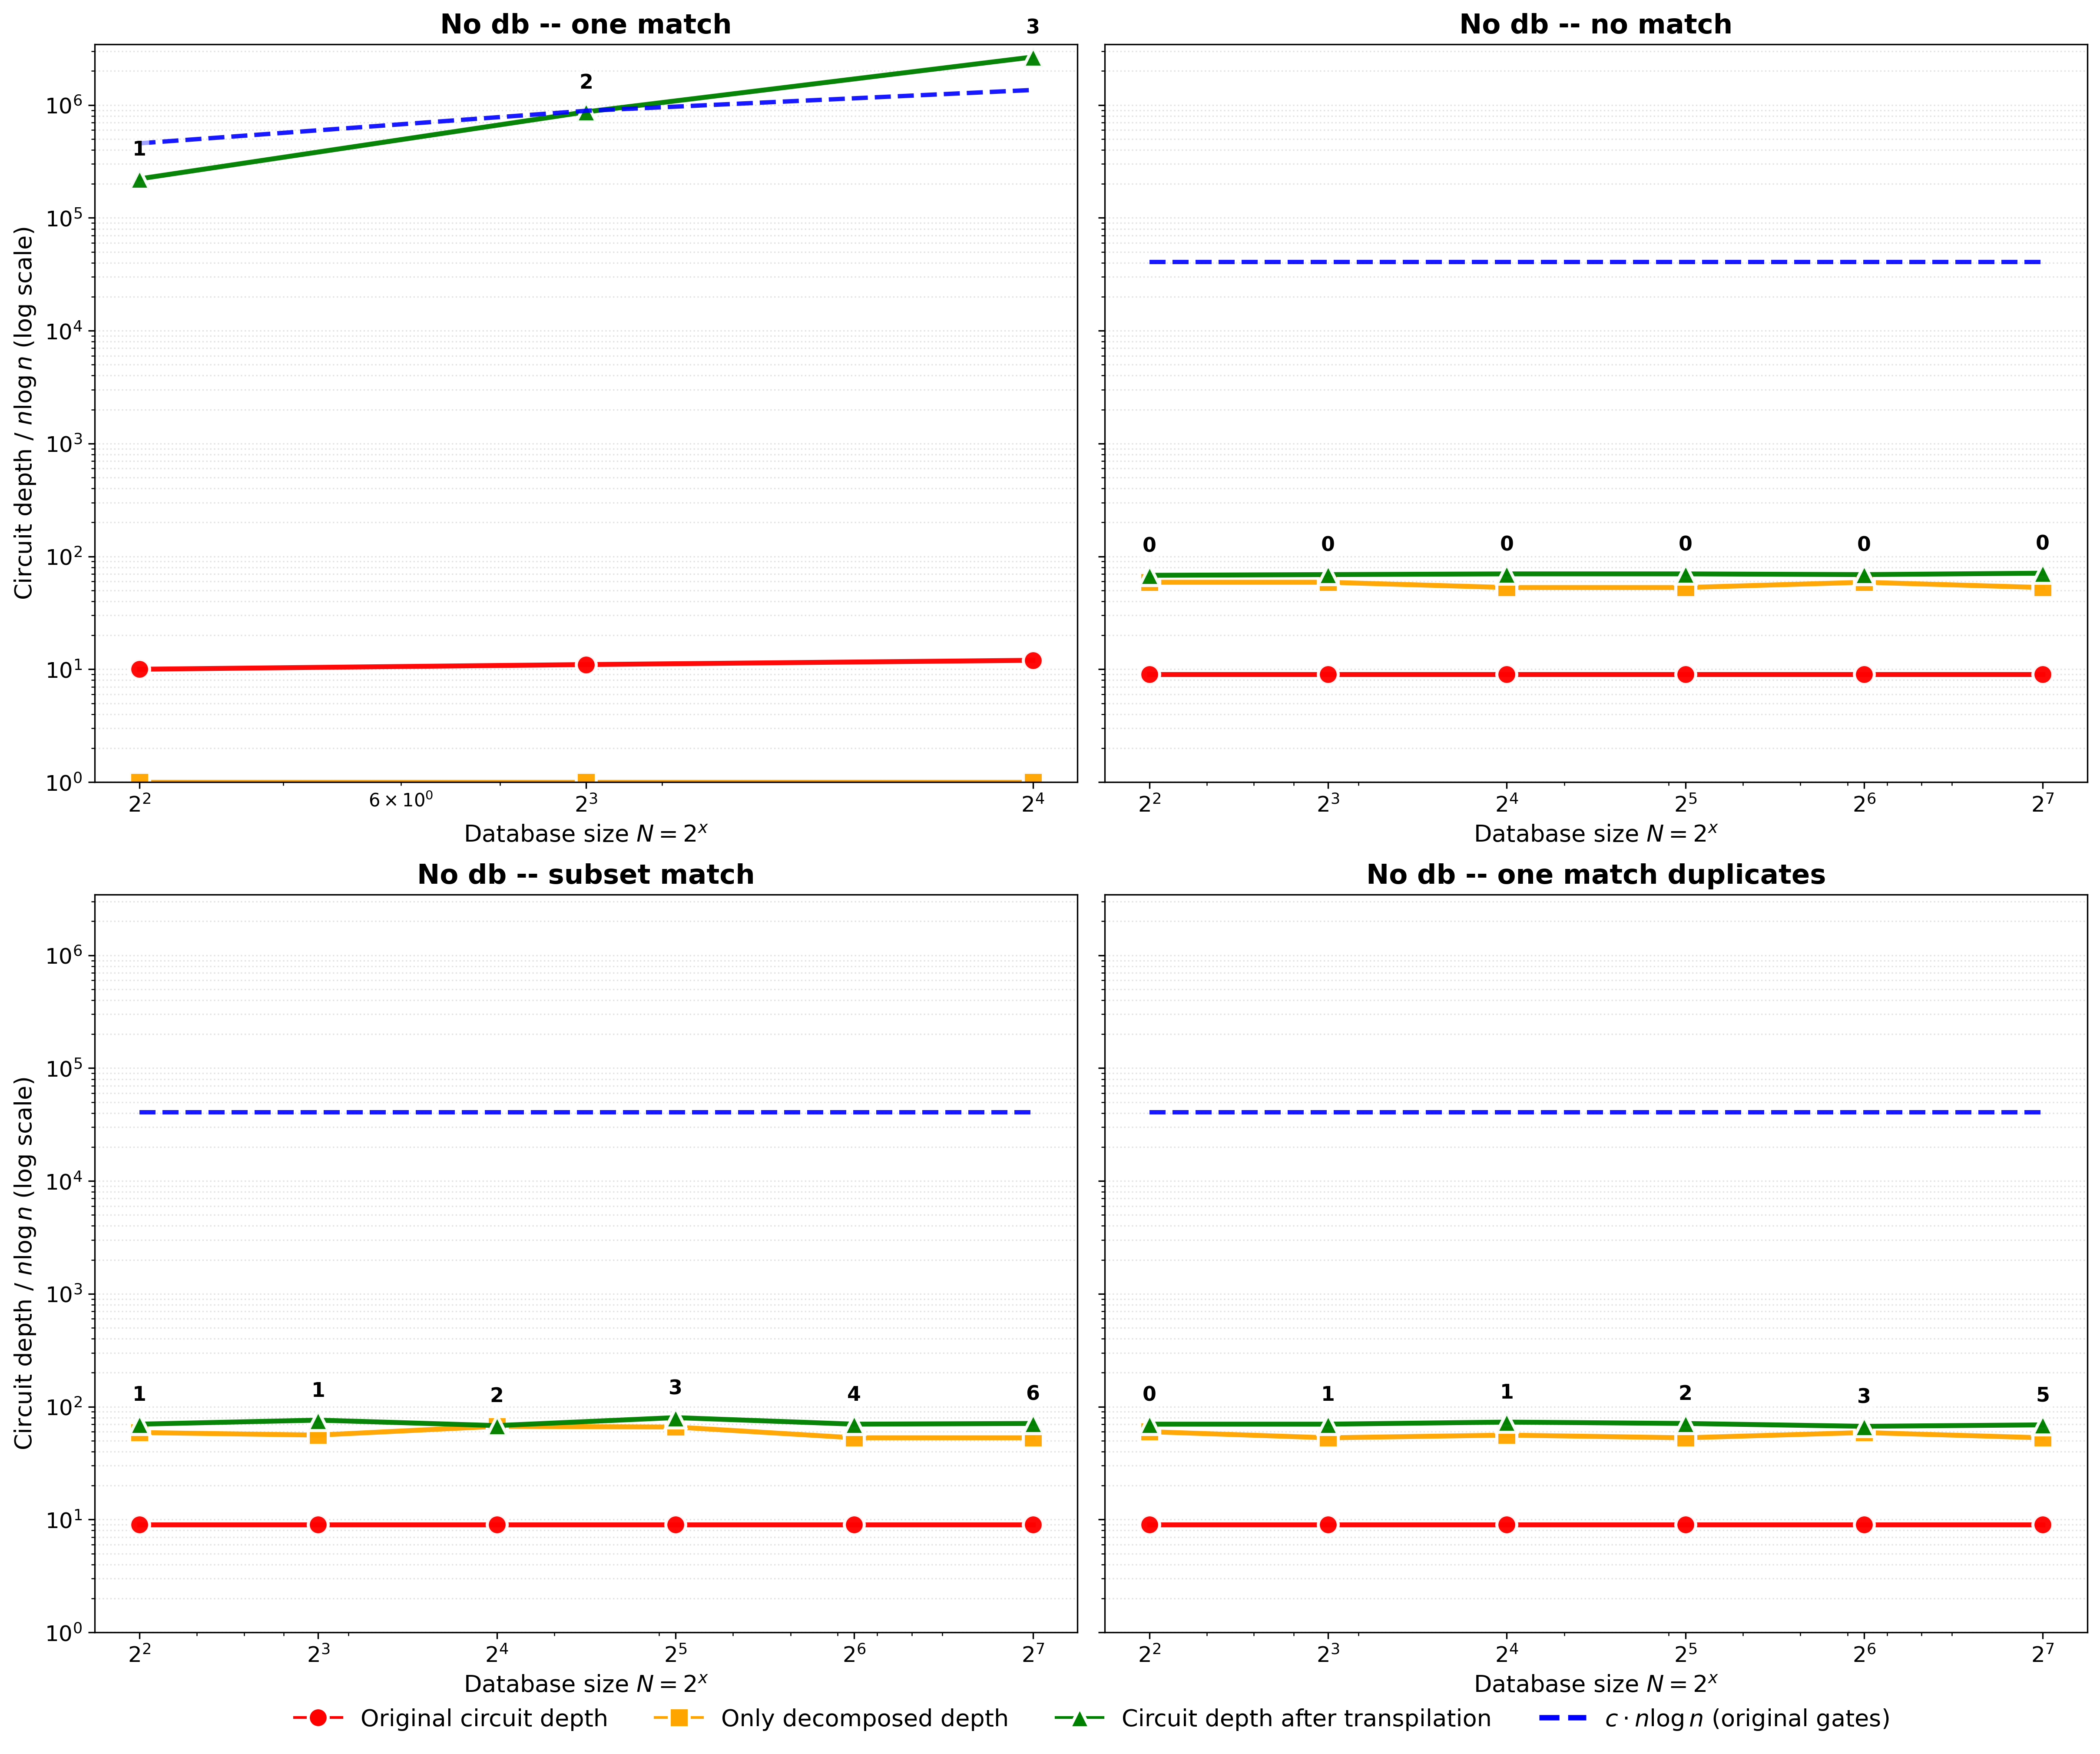 No db -- one match
No db -- no match
3
2
1
10^6
10^5
10^4
10^3
10^2
10^1
10^0
Circuit depth / n log n (log scale)
0 0 0 0 0 0
2^2 6 × 10^0 2^3 2^4
2^2 2^3 2^4 2^5 2^6 2^7
Database size N = 2^x
Database size N = 2^x
No db -- subset match
No db -- one match duplicates
10^6
10^5
10^4
10^3
10^2
10^1
10^0
Circuit depth / n log n (log scale)
1 1 2 3 4 6
0 1 1 2 3 5
2^2 2^3 2^4 2^5 2^6 2^7
2^2 2^3 2^4 2^5 2^6 2^7
Database size N = 2^x
Database size N = 2^x
Original circuit depth
Only decomposed depth
Circuit depth after transpilation
c · n log n (original gates)